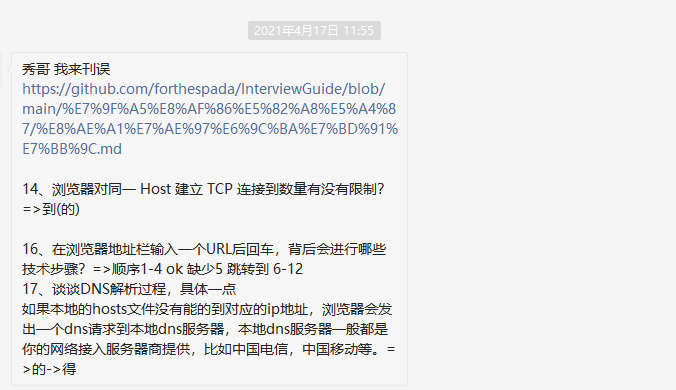 2021年4月17日 11:55
秀哥 我来刊误
https://github.com/forthespada/InterviewGuide/blob/
main/%E7%9F%A5%E8%AF%86%E5%82%A8%E5%A4%8
7/%E8%AE%A1%E7%AE%97%E6%9C%BA%E7%BD%91%
E7%BB%9C.md
14、浏览器对同一 Host 建立 TCP 连接到数量有没有限制?
=>到(的)
16、在浏览器地址栏输入一个URL后回车，背后会进行哪些
技术步骤？=>顺序1-4 ok 缺少5 跳转到 6-12
17、谈谈DNS解析过程，具体一点
如果本地的hosts文件没有能的到对应的ip地址，浏览器会发
出一个dns请求到本地dns服务器，本地dns服务器一般都是
你的网络接入服务器商提供，比如中国电信，中国移动等。=
>的->得